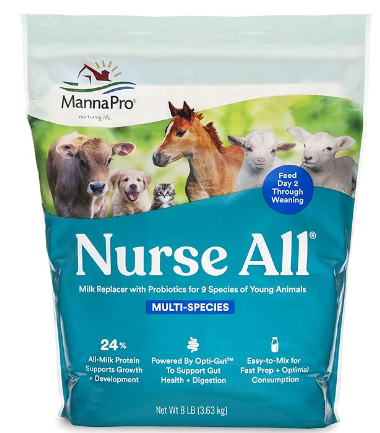 MannaPro®
nurturing life.
Feed
Day 2
Through
Weaning
Nurse All®
Milk Replacer with Probiotics for 9 Species of Young Animals
MULTI-SPECIES
24%
All-Milk Protein
Supports Growth
+ Development
Powered By Opti-Gut™
To Support Gut
Health + Digestion
Easy-to-Mix for
Fast Prep + Optimal
Consumption
Net Wt 8 LB (3.63 kg)